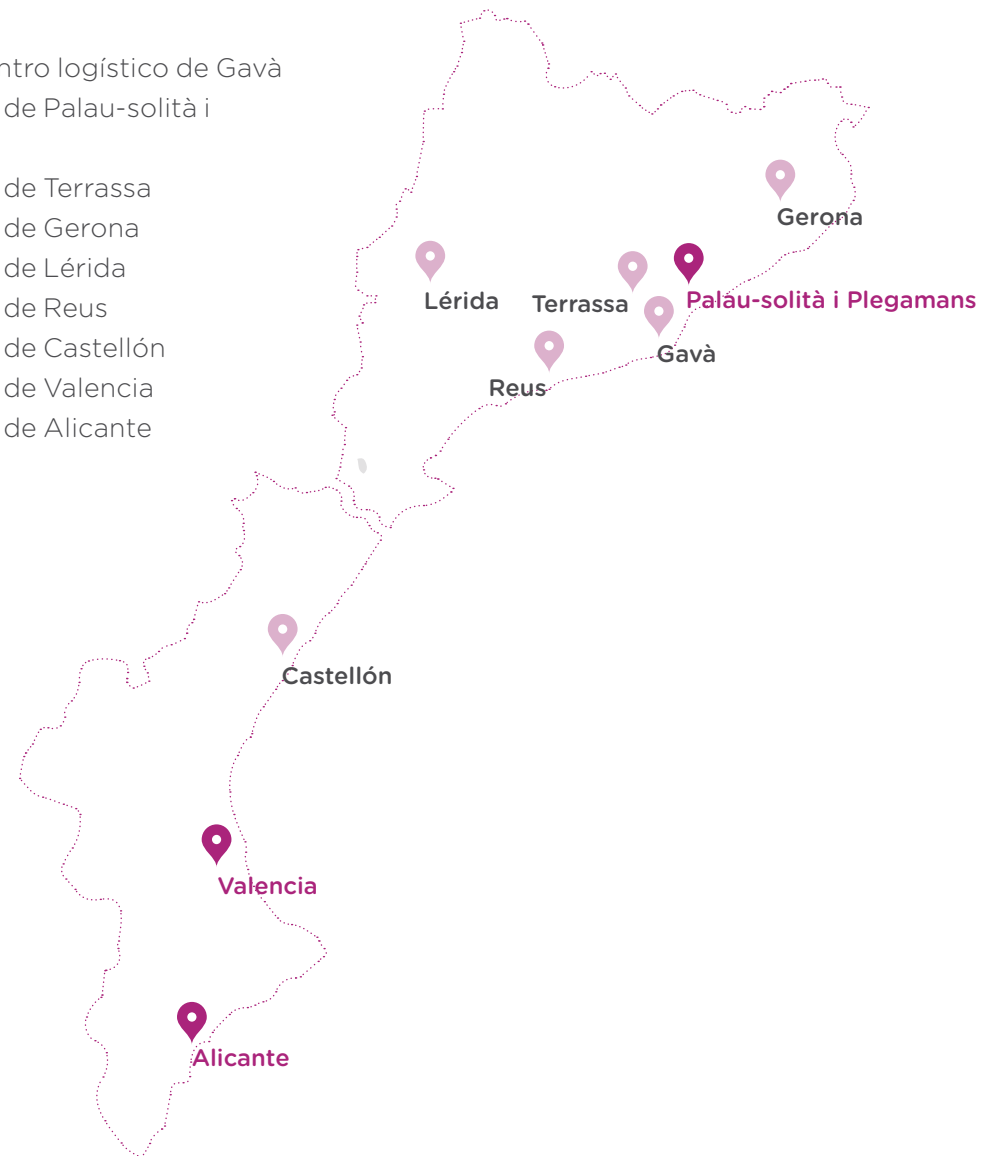 ntro logístico de Gavà
de Palau-solità i
de Terrassa
de Gerona
de Lérida
de Reus
de Castellón
de Valencia
de Alicante
Gerona
Lérida
Terrassa
Palau-solità i Plegamans
Gavà
Reus
Castellón
Valencia
Alicante